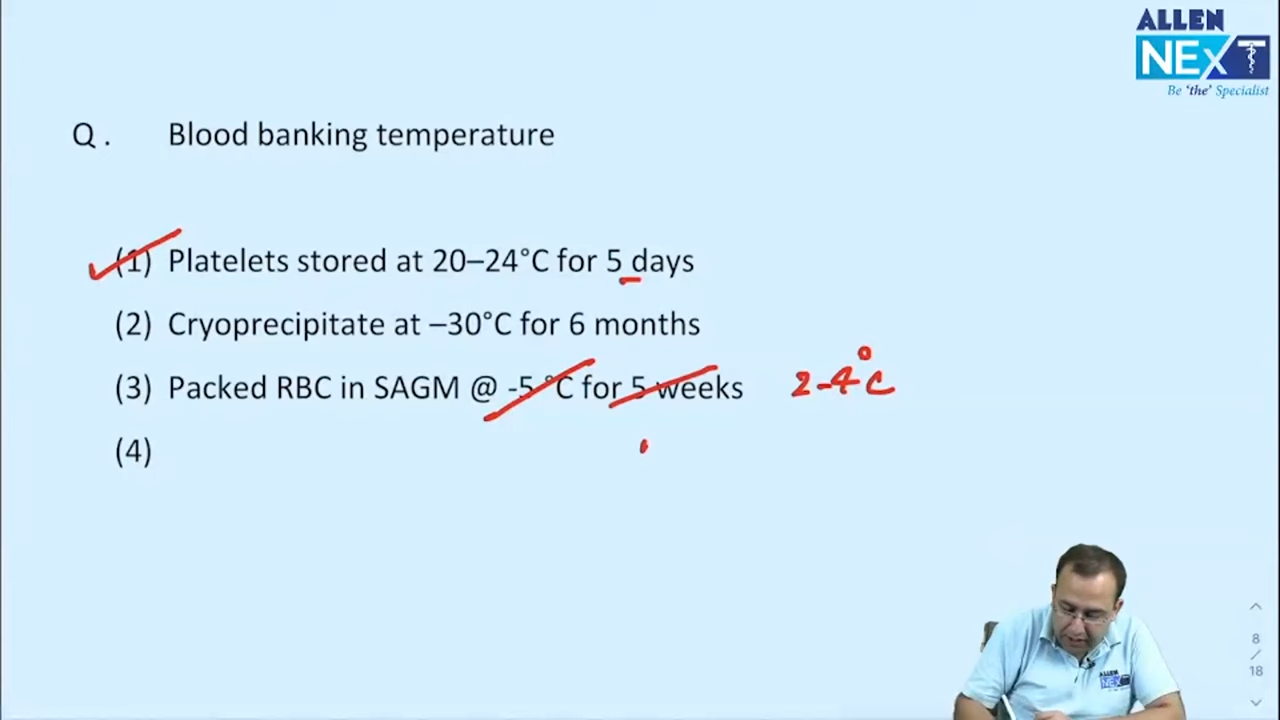 ALLEN
NEXT
Be 'the' Specialist
Q . Blood banking temperature
(1) Platelets stored at 20–24°C for 5 days
(2) Cryoprecipitate at –30°C for 6 months
(3) Packed RBC in SAGM @ -5 °C for 5 weeks 2-4°C
(4)
ALLEN
NEXT
8
/
18